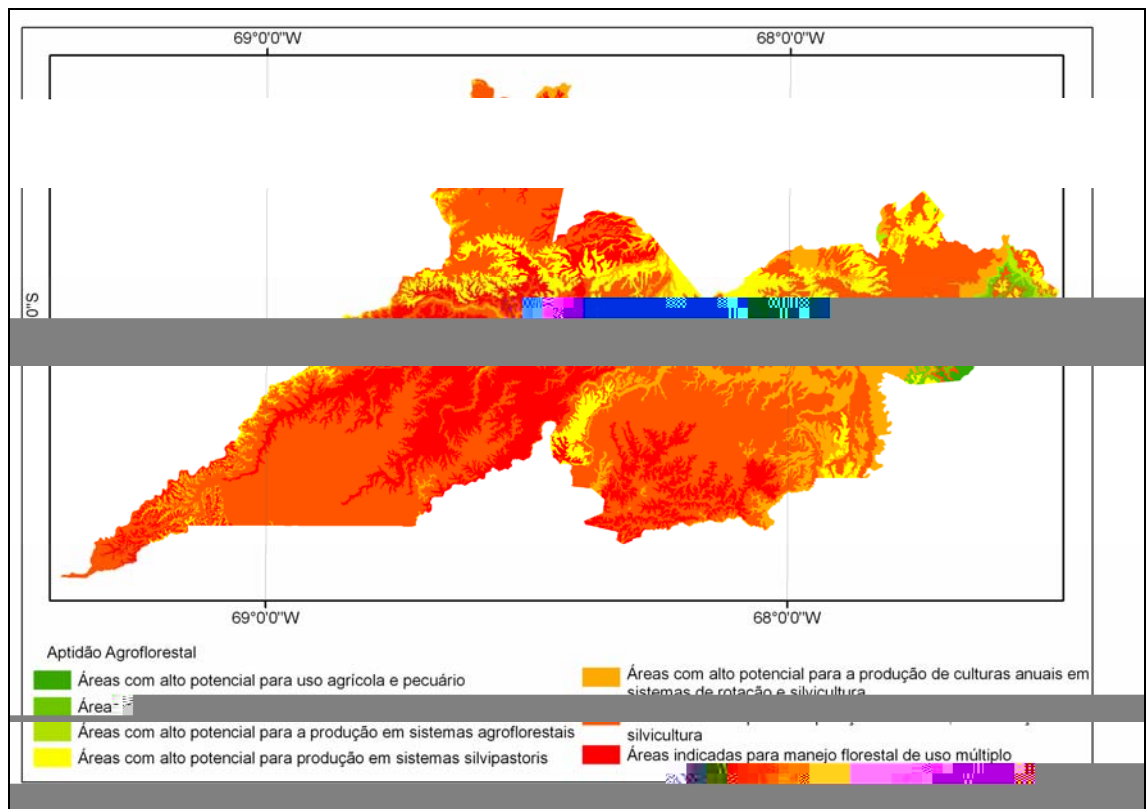 69°0'0"W 68°0'0"W
0"S
69°0'0"W 68°0'0"W
Aptidão Agroflorestal
Áreas com alto potencial para uso agrícola e pecuário
Área
Áreas com alto potencial para a produção em sistemas agroflorestais
Áreas com alto potencial para produção em sistemas silvipastoris
Áreas com alto potencial para a produção de culturas anuais em
sistemas de rotação e silvicultura
silvicultura
Áreas indicadas para manejo florestal de uso múltiplo